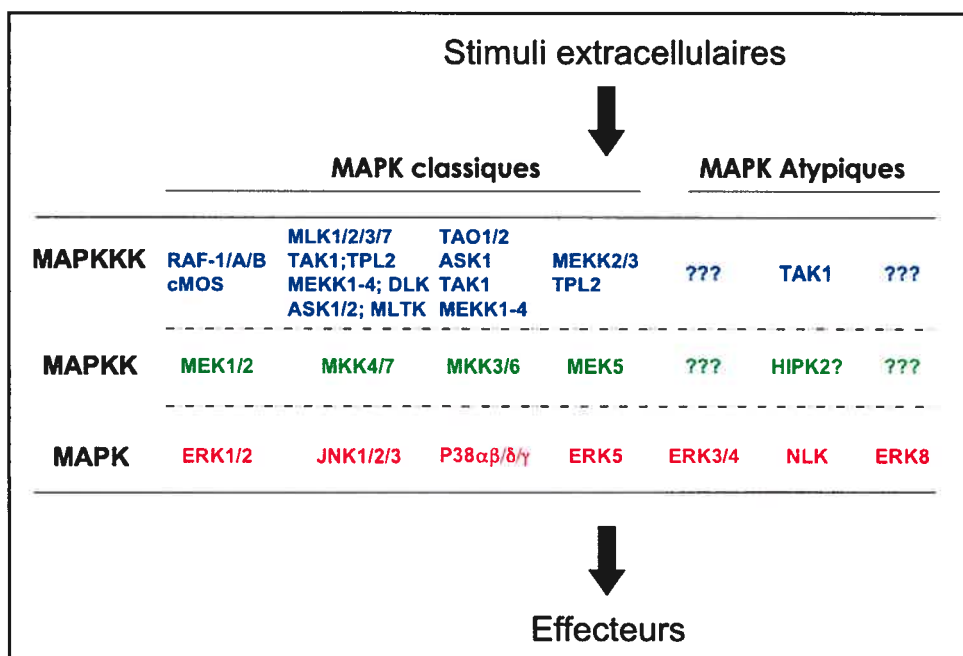 Stimuli extracellulaires
MAPK classiques MAPK Atypiques
MAPKKK
RAF-1/A/B
cMOS
MLK1/2/3/7
TAK1;TPL2
MEKK1-4; DLK
ASK1/2; MLTK
TAO1/2
ASK1
TAK1
MEKK1-4
MEKK2/3
TPL2
???
TAK1
???
MAPKK MEK1/2 MKK4/7 MKK3/6 MEK5 ??? HIPK2? ???
MAPK ERK1/2 JNK1/2/3 P38αβ/δ/γ ERK5 ERK3/4 NLK ERK8
Effecteurs